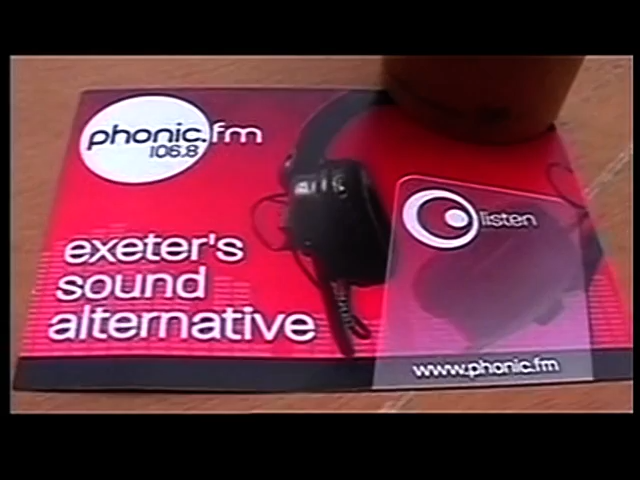 phonic.fm
106.8
listen
exeter's
sound
alternative
www.phonic.fm